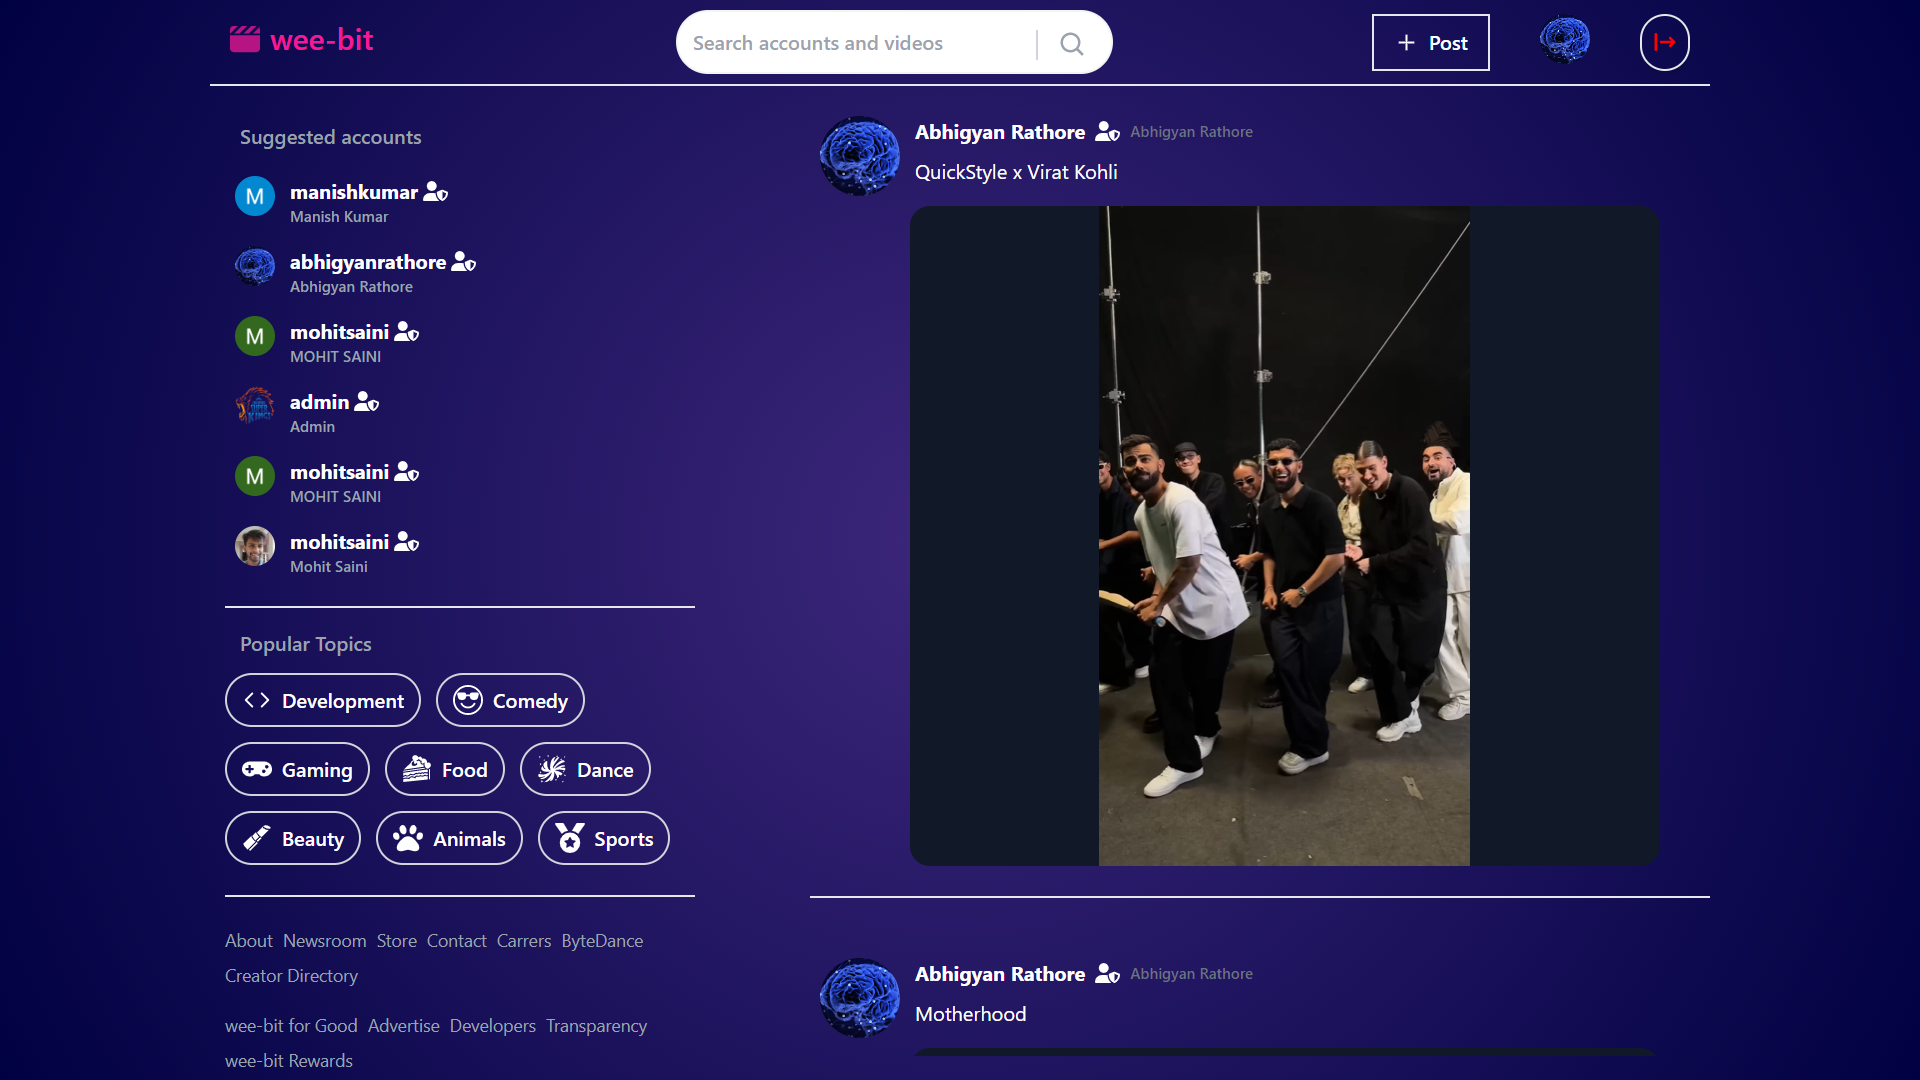 wee-bit
Search accounts and videos
Post
Suggested accounts
M
manishkumar
Manish Kumar
abhigyanrathore
Abhigyan Rathore
M
mohitsaini
MOHIT SAINI
admin
Admin
M
mohitsaini
MOHIT SAINI
mohitsaini
Mohit Saini
Popular Topics
Development Comedy
Gaming Food Dance
Beauty Animals Sports
About Newsroom Store Contact Carrers ByteDance
Creator Directory
wee-bit for Good Advertise Developers Transparency
wee-bit Rewards
Abhigyan Rathore Abhigyan Rathore
QuickStyle x Virat Kohli
Abhigyan Rathore Abhigyan Rathore
Motherhood